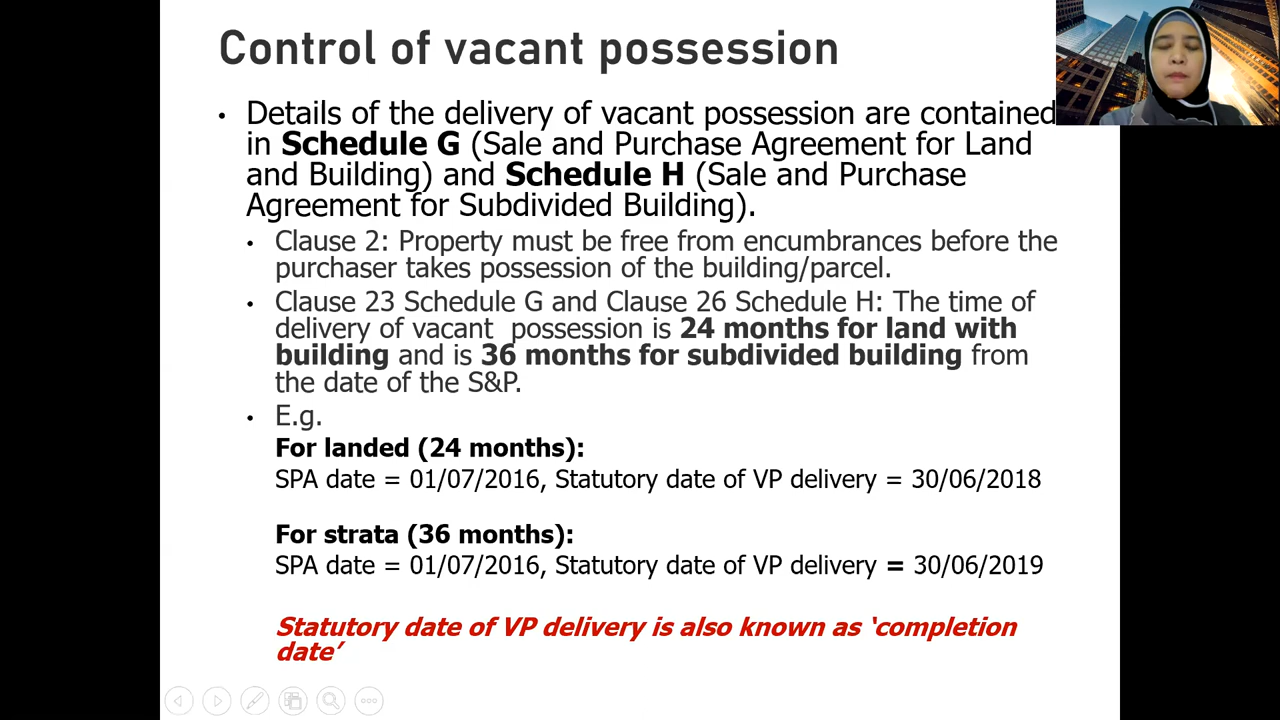 Control of vacant possession
• Details of the delivery of vacant possession are contained
in Schedule G (Sale and Purchase Agreement for Land
and Building) and Schedule H (Sale and Purchase
Agreement for Subdivided Building).
• Clause 2: Property must be free from encumbrances before the
purchaser takes possession of the building/parcel.
• Clause 23 Schedule G and Clause 26 Schedule H: The time of
delivery of vacant possession is 24 months for land with
building and is 36 months for subdivided building from
the date of the S&P.
• E.g.
For landed (24 months):
SPA date = 01/07/2016, Statutory date of VP delivery = 30/06/2018
For strata (36 months):
SPA date = 01/07/2016, Statutory date of VP delivery = 30/06/2019
Statutory date of VP delivery is also known as ‘completion
date’